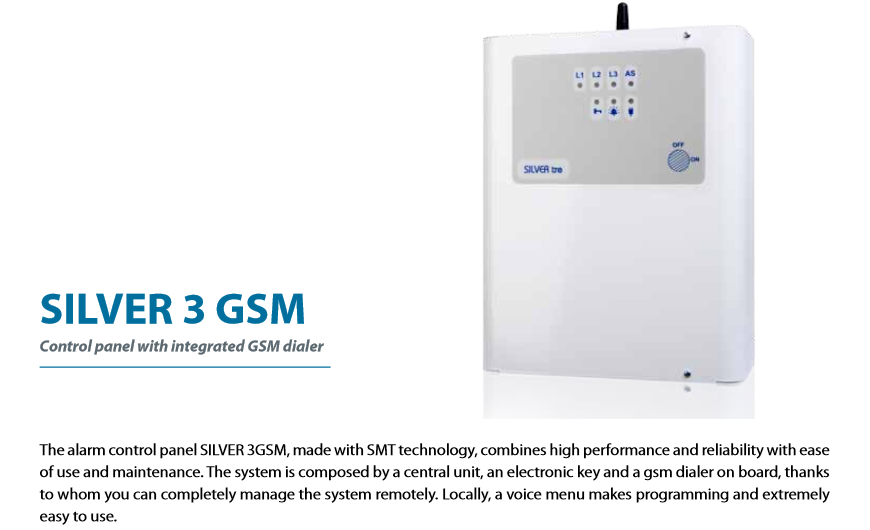 L1 L2 L3 AS
OFF
ON
SILVER tre
SILVER 3 GSM
Control panel with integrated GSM dialer
The alarm control panel SILVER 3GSM, made with SMT technology, combines high performance and reliability with ease
of use and maintenance. The system is composed by a central unit, an electronic key and a gsm dialer on board, thanks
to whom you can completely manage the system remotely. Locally, a voice menu makes programming and extremely
easy to use.